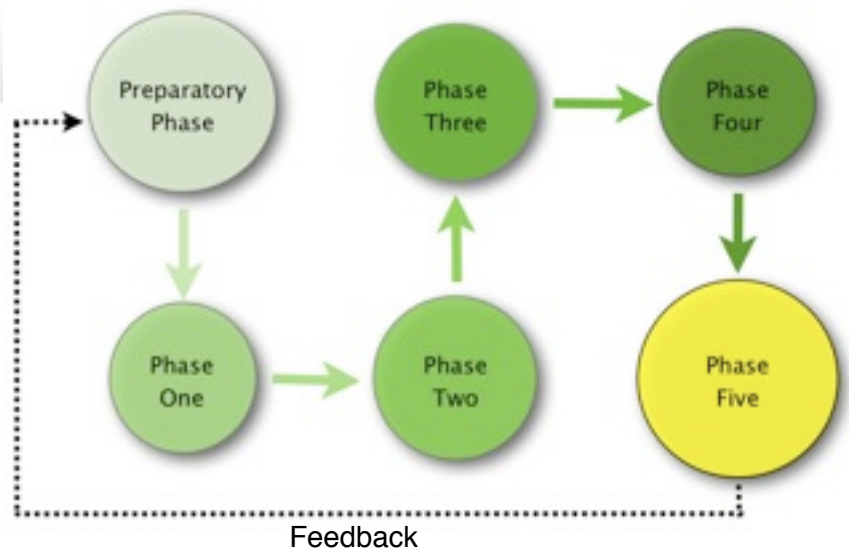 Preparatory
Phase
Phase
One
Phase
Two
Phase
Three
Phase
Four
Phase
Five
Feedback